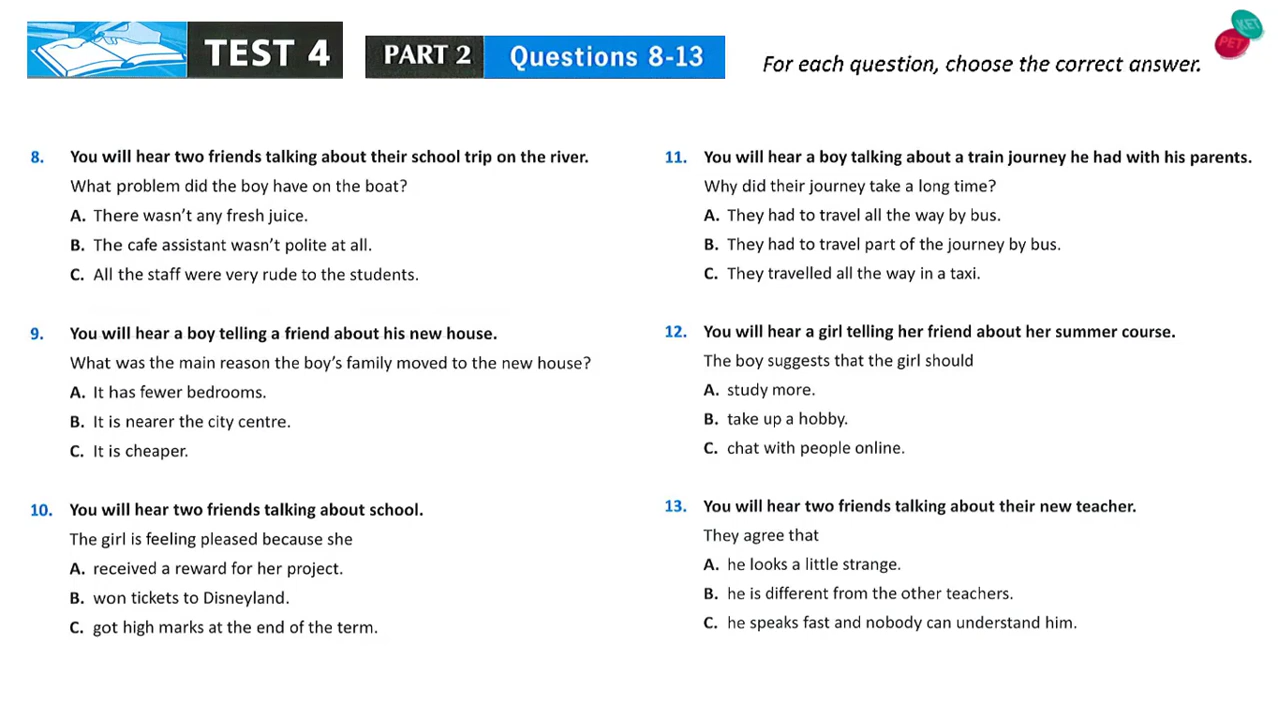 TEST 4
PART 2
Questions 8-13
For each question, choose the correct answer.
KET
PET
8. You will hear two friends talking about their school trip on the river.
What problem did the boy have on the boat?
A. There wasn't any fresh juice.
B. The cafe assistant wasn't polite at all.
C. All the staff were very rude to the students.
9. You will hear a boy telling a friend about his new house.
What was the main reason the boy's family moved to the new house?
A. It has fewer bedrooms.
B. It is nearer the city centre.
C. It is cheaper.
10. You will hear two friends talking about school.
The girl is feeling pleased because she
A. received a reward for her project.
B. won tickets to Disneyland.
C. got high marks at the end of the term.
11. You will hear a boy talking about a train journey he had with his parents.
Why did their journey take a long time?
A. They had to travel all the way by bus.
B. They had to travel part of the journey by bus.
C. They travelled all the way in a taxi.
12. You will hear a girl telling her friend about her summer course.
The boy suggests that the girl should
A. study more.
B. take up a hobby.
C. chat with people online.
13. You will hear two friends talking about their new teacher.
They agree that
A. he looks a little strange.
B. he is different from the other teachers.
C. he speaks fast and nobody can understand him.